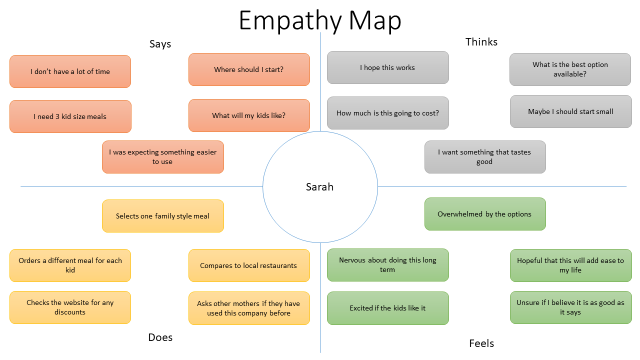 Empathy Map
Says
I don't have a lot of time
Where should I start?
I need 3 kid size meals
What will my kids like?
I was expecting something easier
to use
Thinks
I hope this works
What is the best option
available?
How much is this going to cost?
Maybe I should start small
I want something that tastes
good
Sarah
Selects one family style meal
Orders a different meal for each
kid
Compares to local restaurants
Checks the website for any
discounts
Asks other mothers if they have
used this company before
Does
Overwhelmed by the options
Nervous about doing this long
term
Hopeful that this will add ease to
my life
Excited if the kids like it
Unsure if I believe it is as good as
it says
Feels